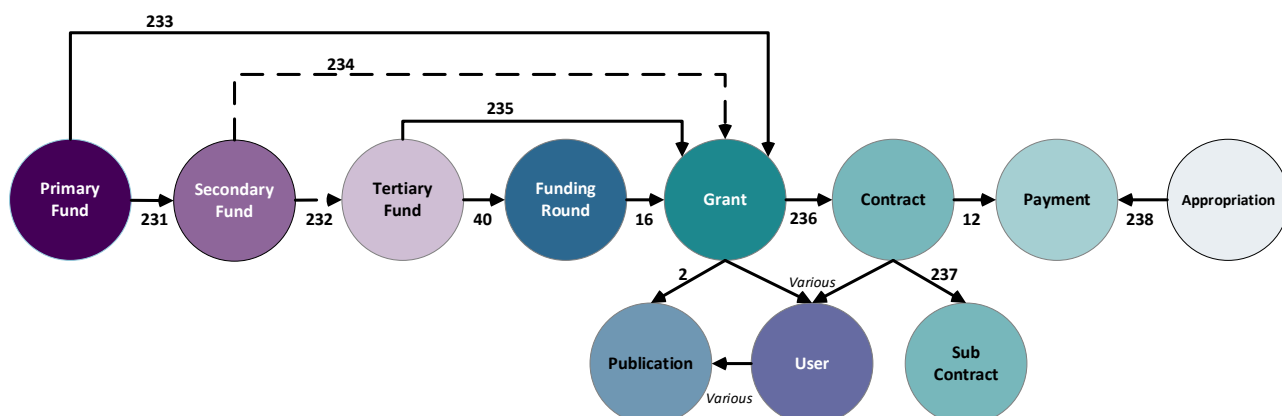 233
234
235
Primary
Fund
231
Secondary
Fund
232
Tertiary
Fund
40
Funding
Round
16
Grant
236
Contract
12
Payment
238
Appropriation
2
Various
237
Publication
Various
User
Sub
Contract